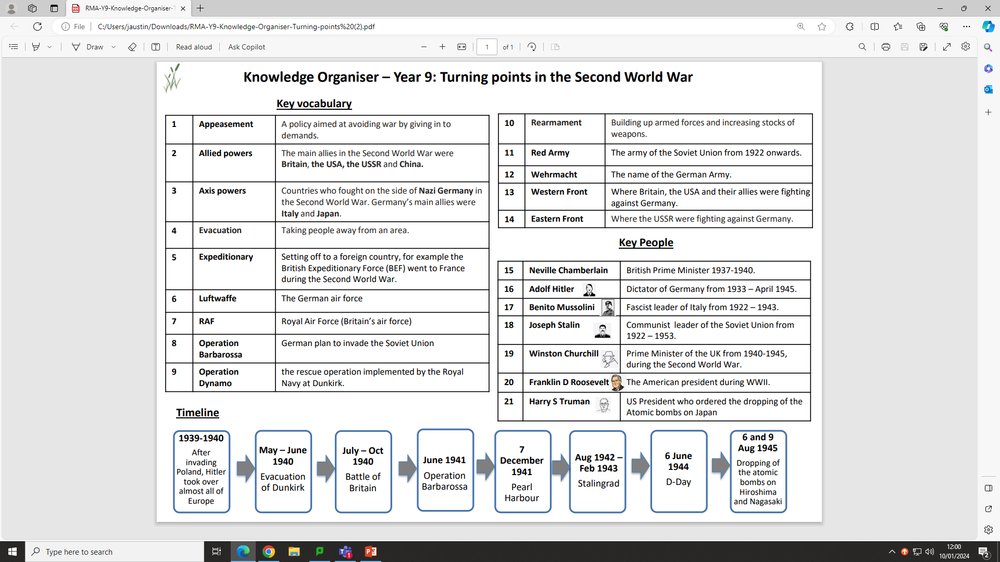 RMA-Y9-Knowledge-Organiser-T
File
C:/Users/jaustin/Downloads/RMA-Y9-Knowledge-Organiser-Turning-points%20(2).pdf
Draw
Read aloud
Ask Copilot
1
of 1
Knowledge Organiser – Year 9: Turning points in the Second World War
Key vocabulary
1 Appeasement A policy aimed at avoiding war by giving in to
demands.
2 Allied powers The main allies in the Second World War were
Britain, the USA, the USSR and China.
3 Axis powers Countries who fought on the side of Nazi Germany in
the Second World War. Germany's main allies were
Italy and Japan.
4 Evacuation Taking people away from an area.
5 Expeditionary Setting off to a foreign country, for example the
British Expeditionary Force (BEF) went to France
during the Second World War.
6 Luftwaffe The German air force
7 RAF Royal Air Force (Britain's air force)
8 Operation German plan to invade the Soviet Union
Barbarossa
9 Operation the rescue operation implemented by the Royal
Dynamo Navy at Dunkirk.
10 Rearmament Building up armed forces and increasing stocks of
weapons.
11 Red Army The army of the Soviet Union from 1922 onwards.
12 Wehrmacht The name of the German Army.
13 Western Front Where Britain, the USA and their allies were fighting
against Germany.
14 Eastern Front Where the USSR were fighting against Germany.
Key People
15 Neville Chamberlain British Prime Minister 1937-1940.
16 Adolf Hitler Dictator of Germany from 1933 – April 1945.
17 Benito Mussolini Fascist leader of Italy from 1922 – 1943.
18 Joseph Stalin Communist leader of the Soviet Union from
1922 – 1953.
19 Winston Churchill Prime Minister of the UK from 1940-1945,
during the Second World War.
20 Franklin D Roosevelt The American president during WWII.
21 Harry S Truman US President who ordered the dropping of the
Atomic bombs on Japan
Timeline
1939-1940
After
invading
Poland, Hitler
took over
almost all of
Europe
May – June
1940
Evacuation
of Dunkirk
July – Oct
1940
Battle of
Britain
June 1941
Operation
Barbarossa
7
December
1941
Pearl
Harbour
Aug 1942 –
Feb 1943
Stalingrad
6 June
1944
D-Day
6 and 9
Aug 1945
Dropping of
the atomic
bombs on
Hiroshima
and Nagasaki
Type here to search
1
12:00
10/01/2024
2